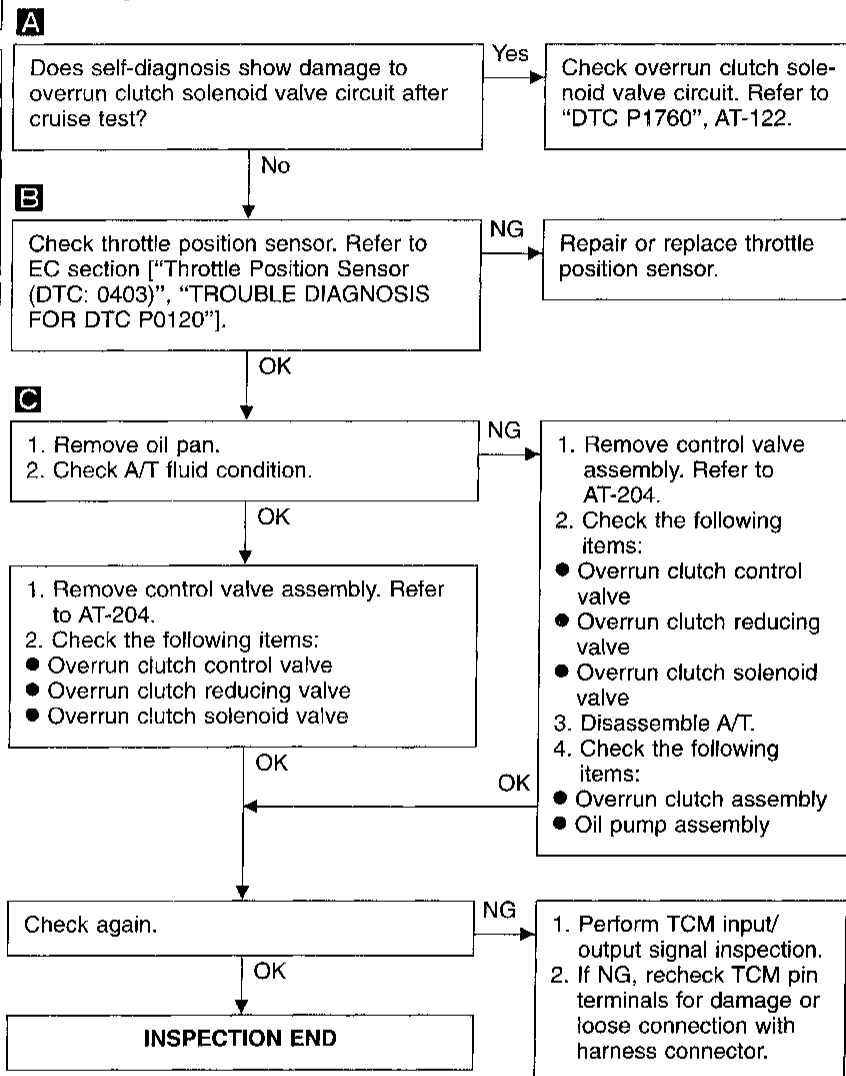 A
Does self-diagnosis show damage to
overrun clutch solenoid valve circuit after
cruise test?
Yes
Check overrun clutch sole-
noid valve circuit. Refer to
“DTC P1760”, AT-122.
No
B
Check throttle position sensor. Refer to
EC section [“Throttle Position Sensor
(DTC: 0403)”, “TROUBLE DIAGNOSIS
FOR DTC P0120”].
NG
Repair or replace throttle
position sensor.
OK
C
1. Remove oil pan.
2. Check A/T fluid condition.
NG
1. Remove control valve
assembly. Refer to
AT-204.
2. Check the following
items:
● Overrun clutch control
valve
● Overrun clutch reducing
valve
● Overrun clutch solenoid
valve
3. Disassemble A/T.
4. Check the following
items:
● Overrun clutch assembly
● Oil pump assembly
OK
1. Remove control valve assembly. Refer
to AT-204.
2. Check the following items:
● Overrun clutch control valve
● Overrun clutch reducing valve
● Overrun clutch solenoid valve
OK
OK
Check again.
NG
1. Perform TCM input/
output signal inspection.
2. If NG, recheck TCM pin
terminals for damage or
loose connection with
harness connector.
OK
INSPECTION END